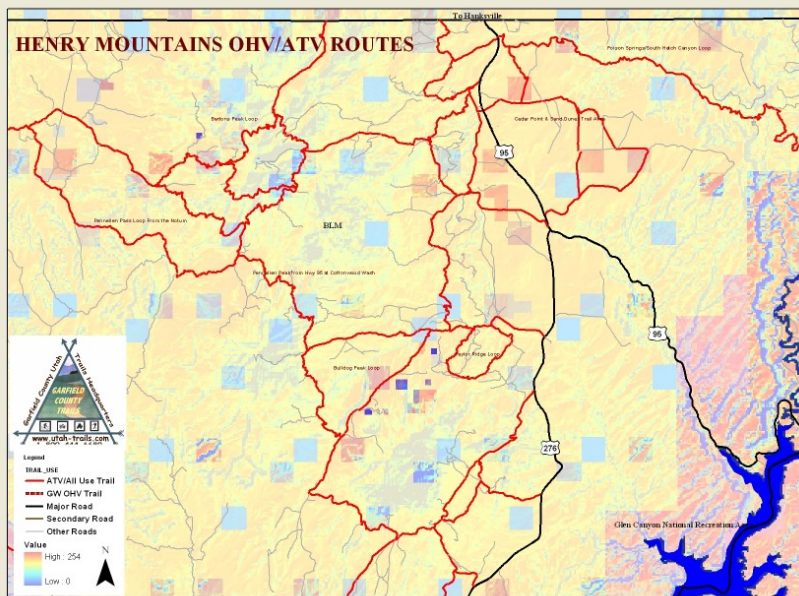 To Hanksville
HENRY MOUNTAINS OHV/ATV ROUTES
Poison Springs/South Hatch Canyon Loop
Bartons Peak Loop
Cedar Point & Sand Dunes Trail Area
95
Pennellen Pass Loop from the Notum
BLM
Pennellen Pass from Hwy 95 at Cottonwood Wash
95
Ridge Loop
Bulldog Peak Loop
Garfield County Utah
Trails Headquarters
GARFIELD
COUNTY
TRAILS
www.utah-trails.com
276
Legend
TRAIL_USE
ATV/All Use Trail
GW OHV Trail
Major Road
Secondary Road
Other Roads
Value
High : 254
Low : 0
N
Glen Canyon National Recreation A